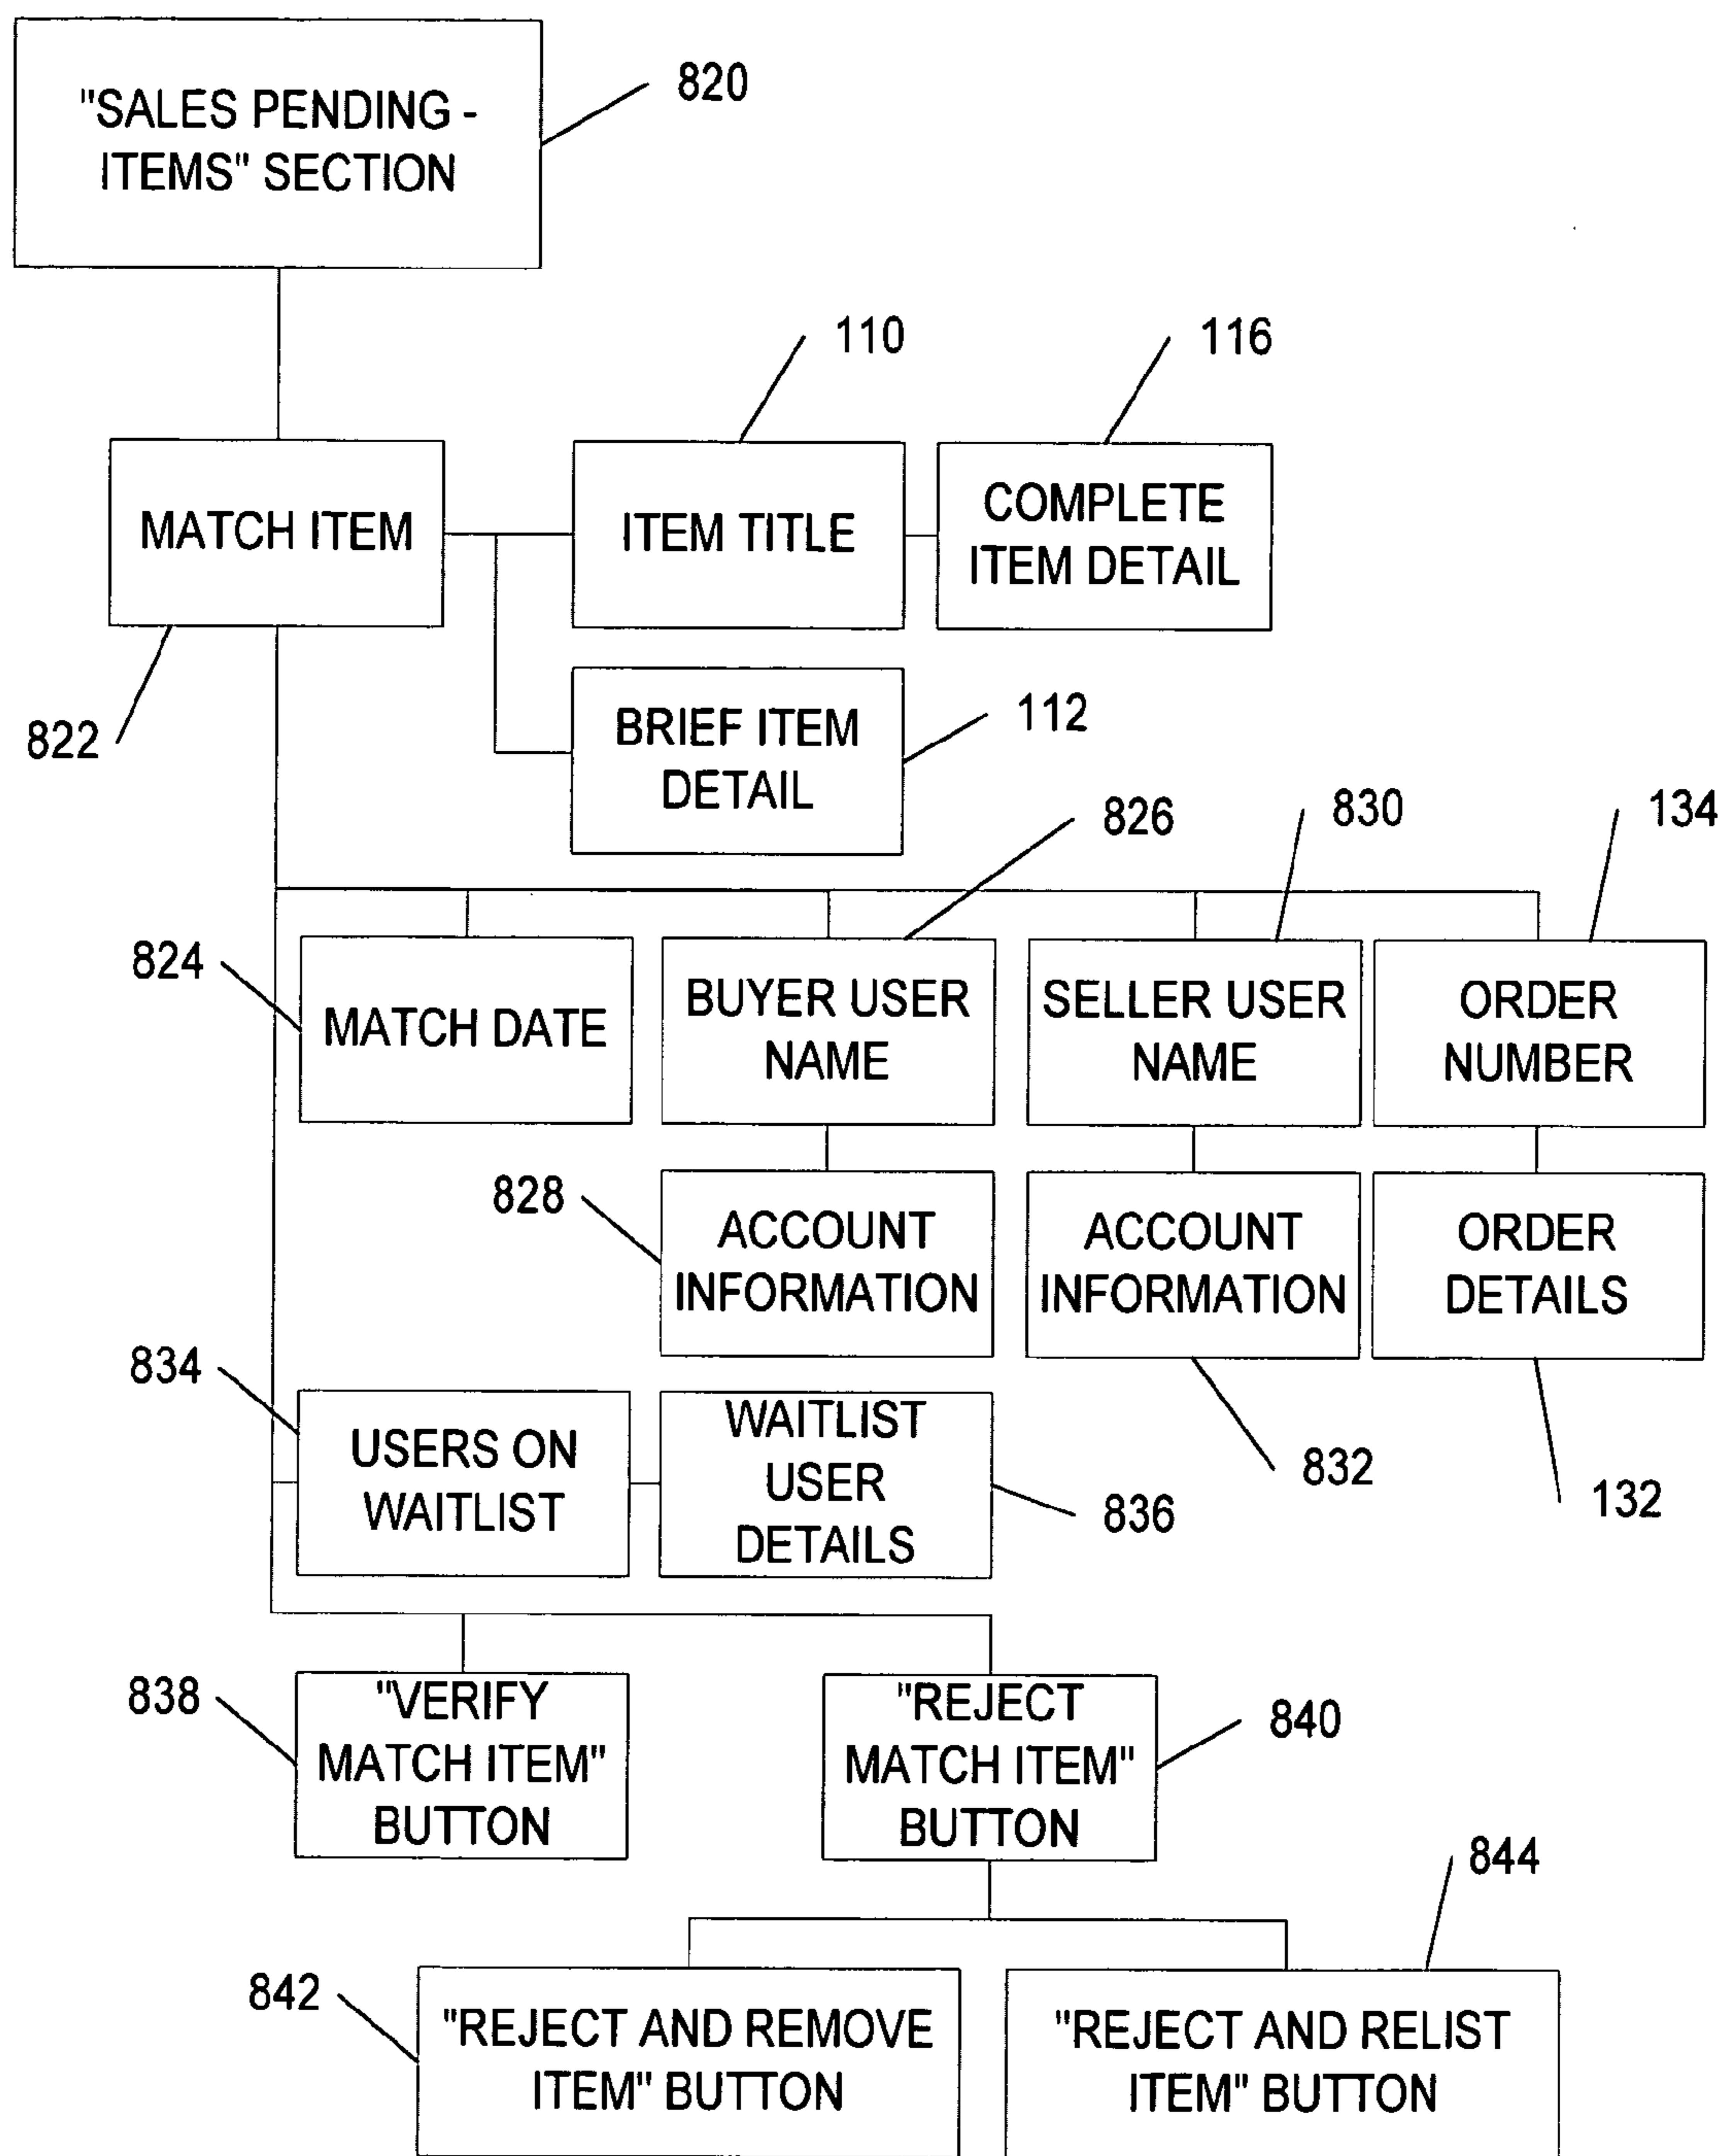 820
"SALES PENDING -
ITEMS" SECTION
110
116
MATCH ITEM
ITEM TITLE
COMPLETE
ITEM DETAIL
822
BRIEF ITEM
DETAIL
112
826
830
134
824
MATCH DATE
BUYER USER
NAME
SELLER USER
NAME
ORDER
NUMBER
828
ACCOUNT
INFORMATION
ACCOUNT
INFORMATION
ORDER
DETAILS
834
USERS ON
WAITLIST
WAITLIST
USER
DETAILS
836
832
132
838
"VERIFY
MATCH ITEM"
BUTTON
"REJECT
MATCH ITEM"
BUTTON
840
844
842
"REJECT AND REMOVE
ITEM" BUTTON
"REJECT AND RELIST
ITEM" BUTTON